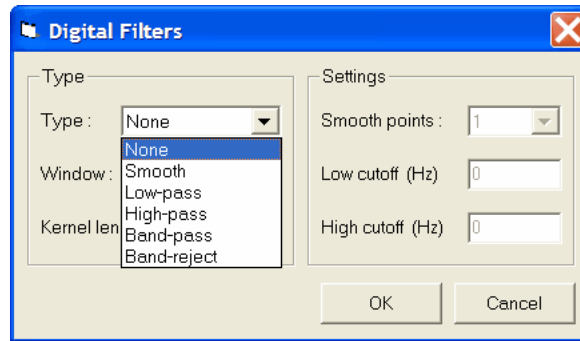 Digital Filters
Type
Type :
None
None
Smooth
Low-pass
High-pass
Band-pass
Band-reject
Window :
Kernel len
Settings
Smooth points :
1
Low cutoff (Hz)
0
High cutoff (Hz)
0
OK
Cancel